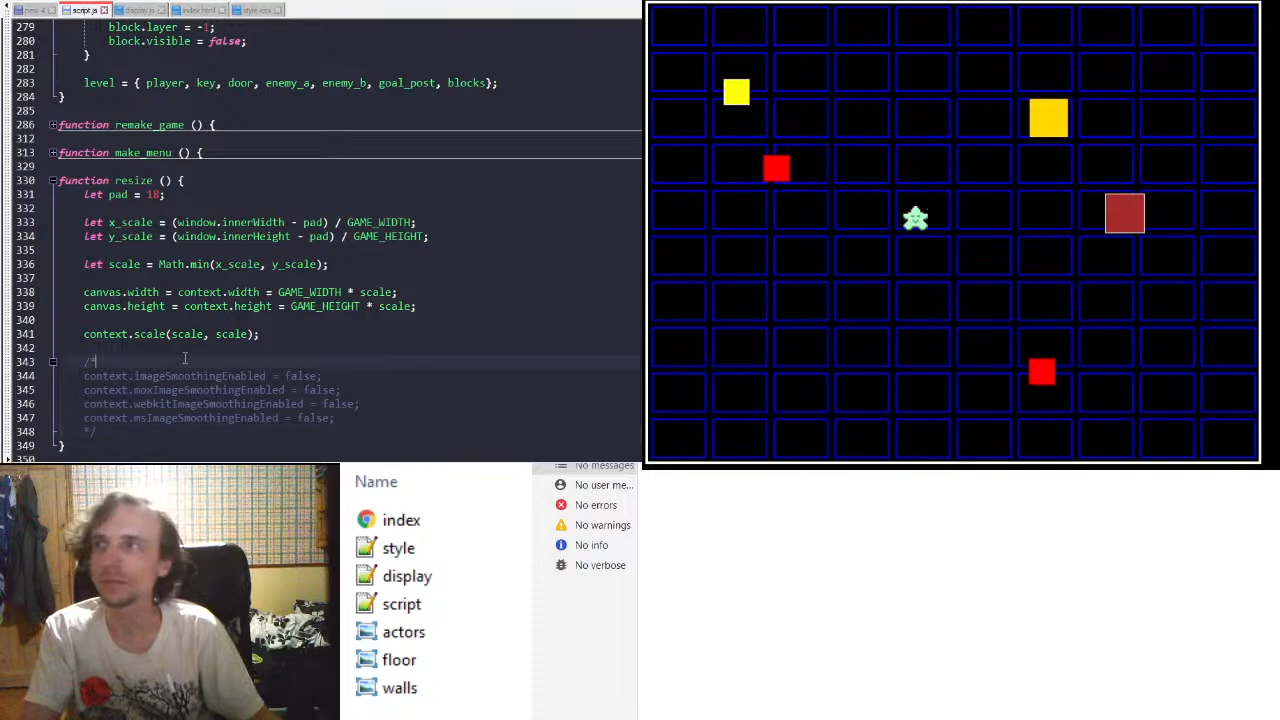 new 4 script.js display.js index.html style.css
279 block.layer = -1;
280 block.visible = false;
281 }
282
283 level = { player, key, door, enemy_a, enemy_b, goal_post, blocks};
284 }
285
286 function remake_game () {
312
313 function make_menu () {
329
330 function resize () {
331 let pad = 18;
332
333 let x_scale = (window.innerWidth - pad) / GAME_WIDTH;
334 let y_scale = (window.innerHeight - pad) / GAME_HEIGHT;
335
336 let scale = Math.min(x_scale, y_scale);
337
338 canvas.width = context.width = GAME_WIDTH * scale;
339 canvas.height = context.height = GAME_HEIGHT * scale;
340
341 context.scale(scale, scale);
342
343 /*
344 context.imageSmoothingEnabled = false;
345 context.moxImageSmoothingEnabled = false;
346 context.webkitImageSmoothingEnabled = false;
347 context.msImageSmoothingEnabled = false;
348 */
349 }
350
Name
index
style
display
script
actors
floor
walls
No messages
No user me...
No errors
No warnings
No info
No verbose